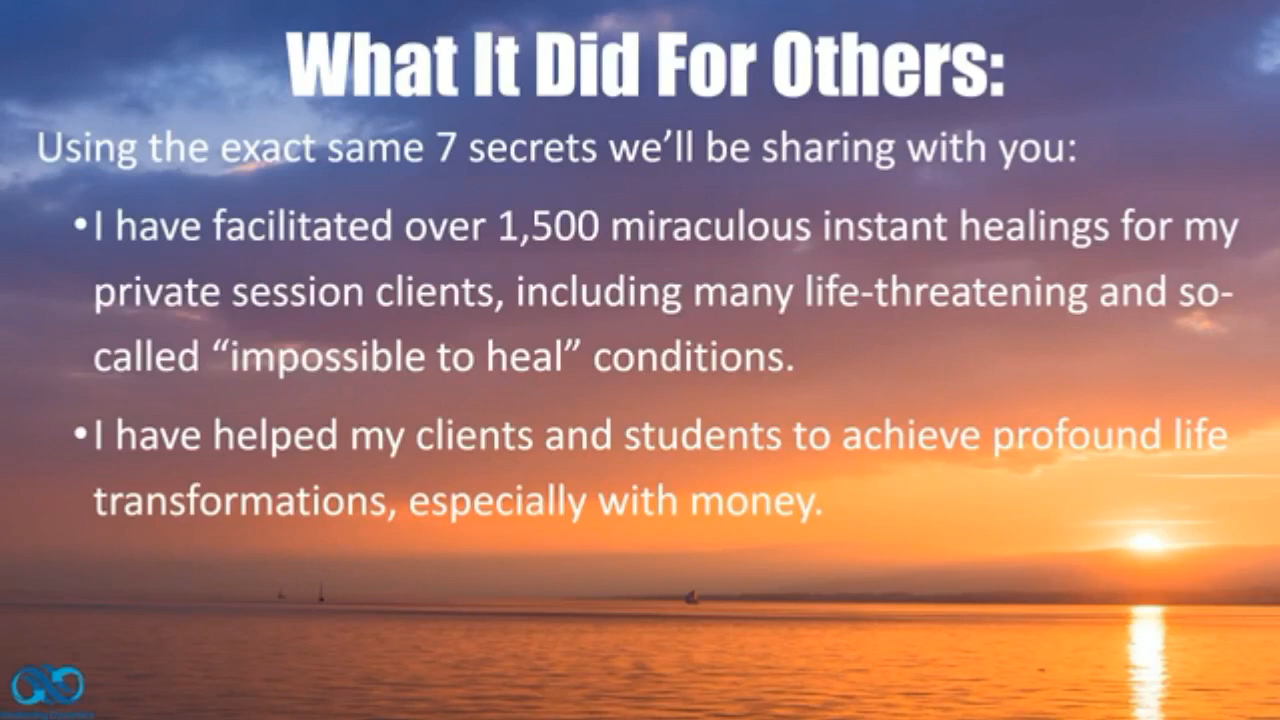 What It Did For Others:
Using the exact same 7 secrets we’ll be sharing with you:
•I have facilitated over 1,500 miraculous instant healings for my
private session clients, including many life-threatening and so-
called “impossible to heal” conditions.
•I have helped my clients and students to achieve profound life
transformations, especially with money.